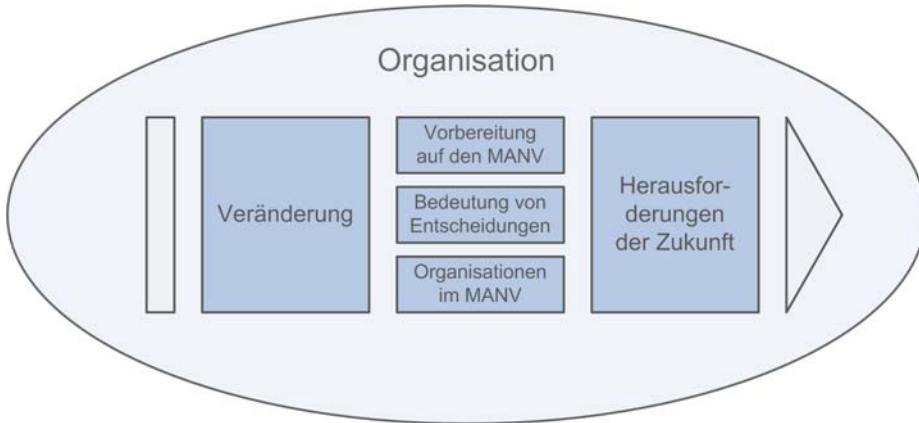 Organisation
Veränderung
Vorbereitung
auf den MANV
Bedeutung von
Entscheidungen
Organisationen
im MANV
Herausfor-
derungen
der Zukunft